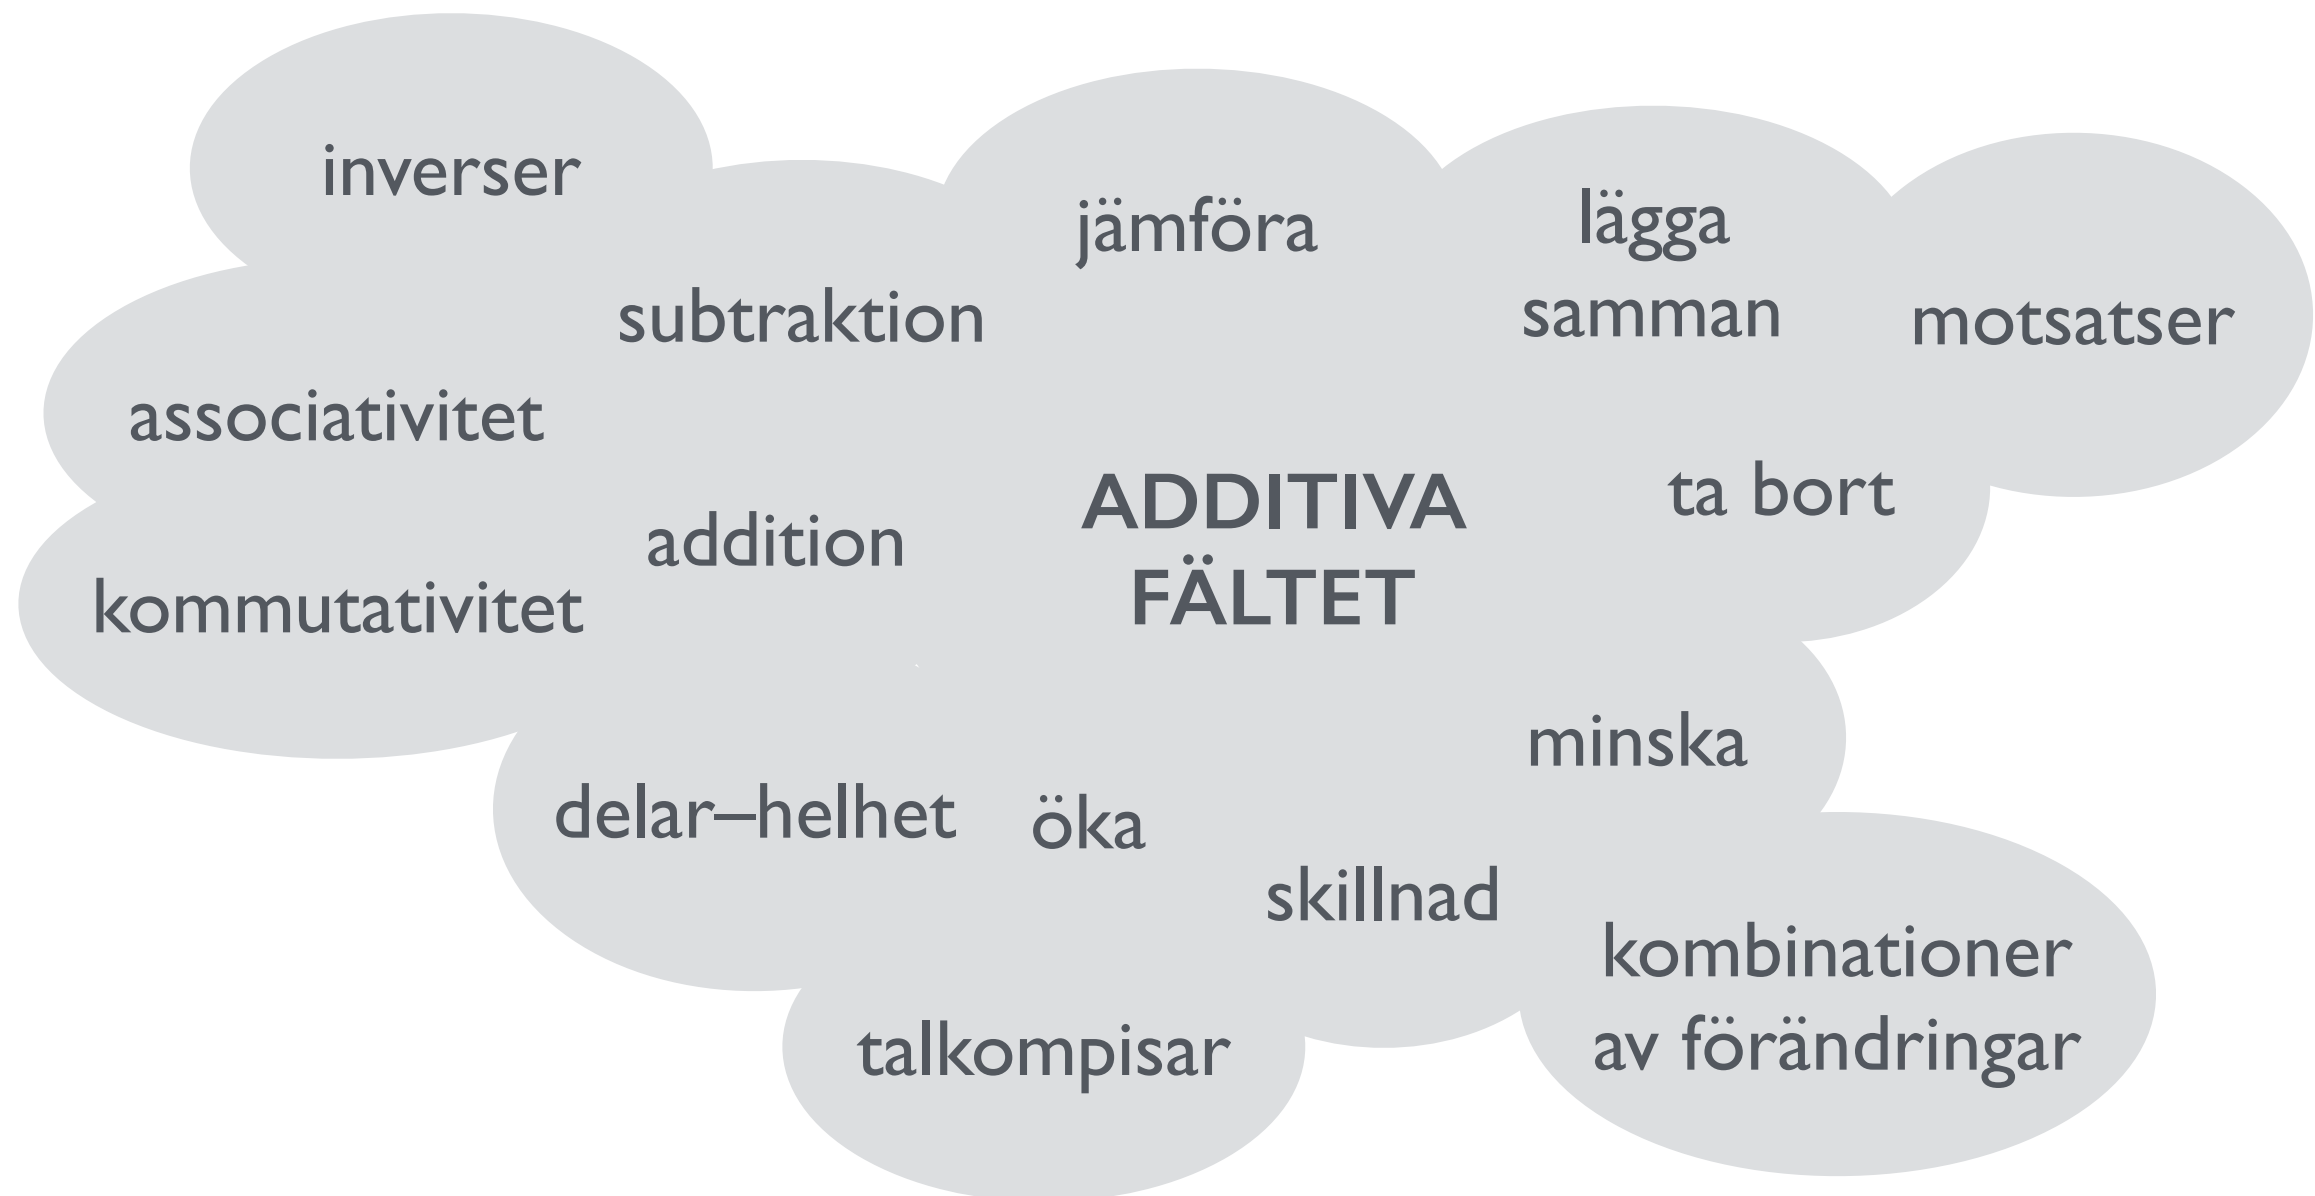 inverser
jämföra
lägga
samman
motsatser
subtraktion
associativitet
ADDITIVA
FÄLTET
ta bort
addition
kommutativitet
minska
delar–helhet
öka
skillnad
kombinationer
av förändringar
talkompisar